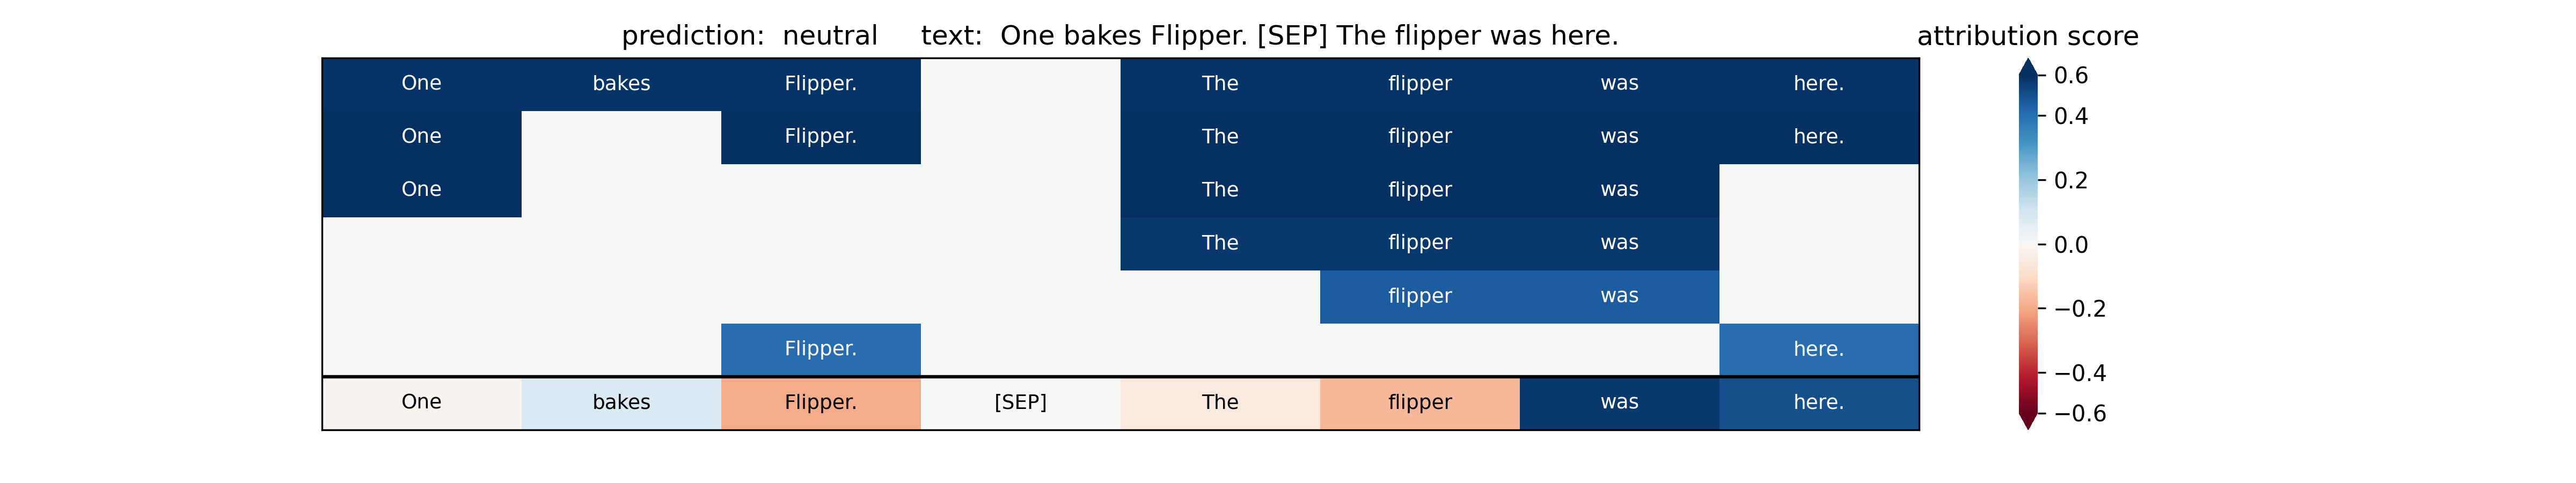 prediction:  neutral     text:  One bakes Flipper. [SEP] The flipper was here.
attribution score
One bakes Flipper. The flipper was here.
One Flipper. The flipper was here.
One The flipper was
The flipper was
flipper was
Flipper. here.
One bakes Flipper. [SEP] The flipper was here.
0.6
0.4
0.2
0.0
−0.2
−0.4
−0.6